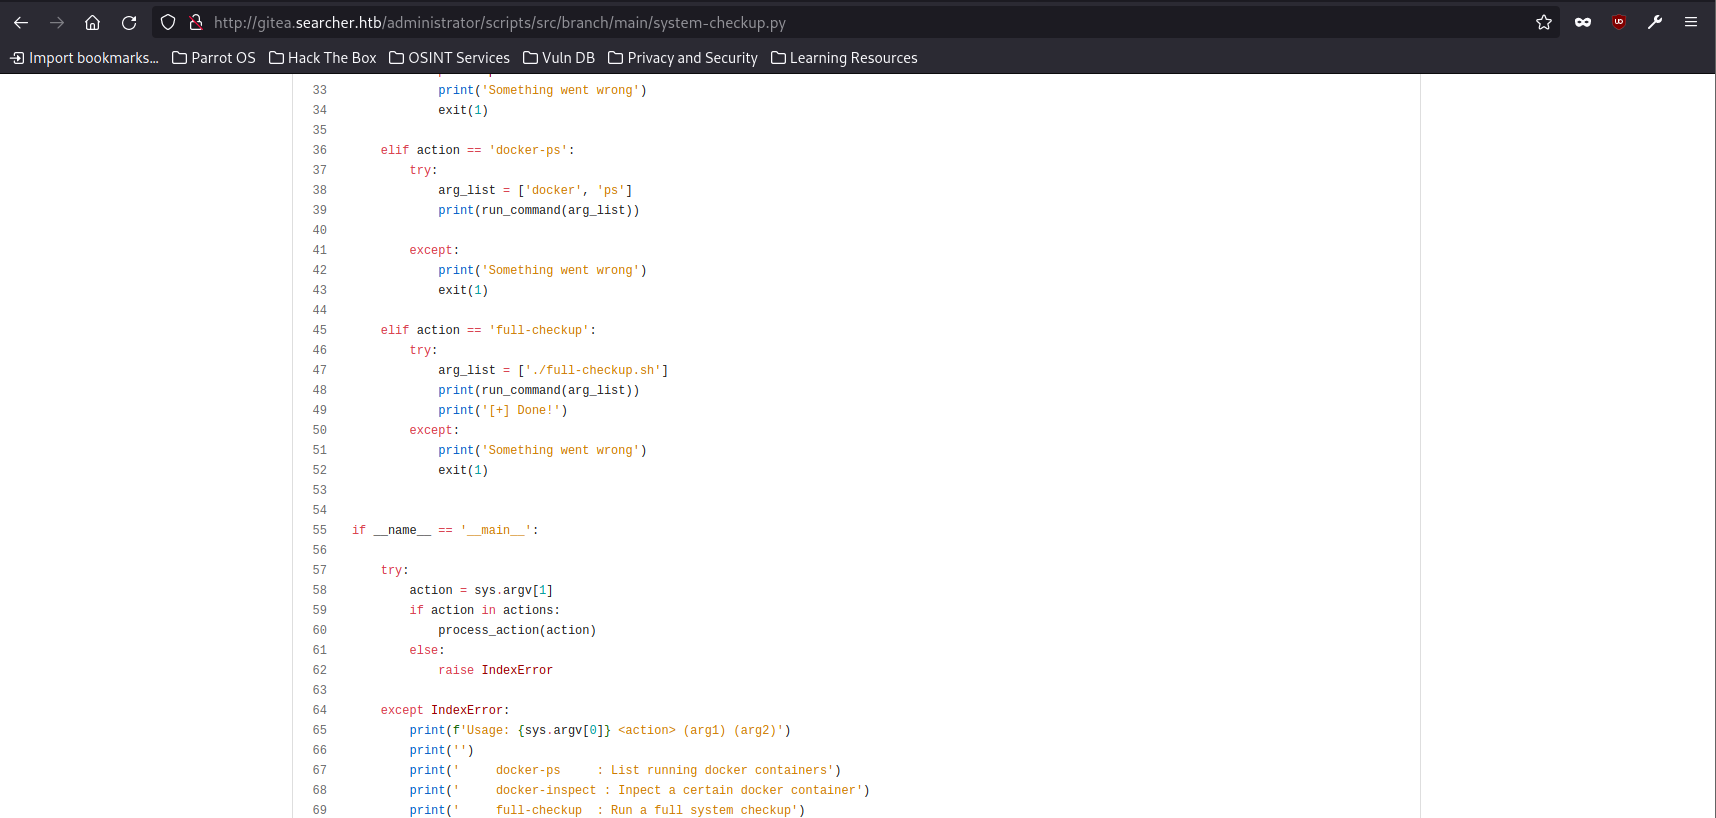 http://gitea.searcher.htb/administrator/scripts/src/branch/main/system-checkup.py
Import bookmarks... Parrot OS Hack The Box OSINT Services Vuln DB Privacy and Security Learning Resources
33 print('Something went wrong')
34 exit(1)
35
36 elif action == 'docker-ps':
37 try:
38 arg_list = ['docker', 'ps']
39 print(run_command(arg_list))
40
41 except:
42 print('Something went wrong')
43 exit(1)
44
45 elif action == 'full-checkup':
46 try:
47 arg_list = ['./full-checkup.sh']
48 print(run_command(arg_list))
49 print('[+] Done!')
50 except:
51 print('Something went wrong')
52 exit(1)
53
54
55 if __name__ == '__main__':
56
57 try:
58 action = sys.argv[1]
59 if action in actions:
60 process_action(action)
61 else:
62 raise IndexError
63
64 except IndexError:
65 print(f'Usage: {sys.argv[0]} <action> (arg1) (arg2)')
66 print('')
67 print('     docker-ps     : List running docker containers')
68 print('     docker-inspect : Inpect a certain docker container')
69 print('     full-checkup  : Run a full system checkup')